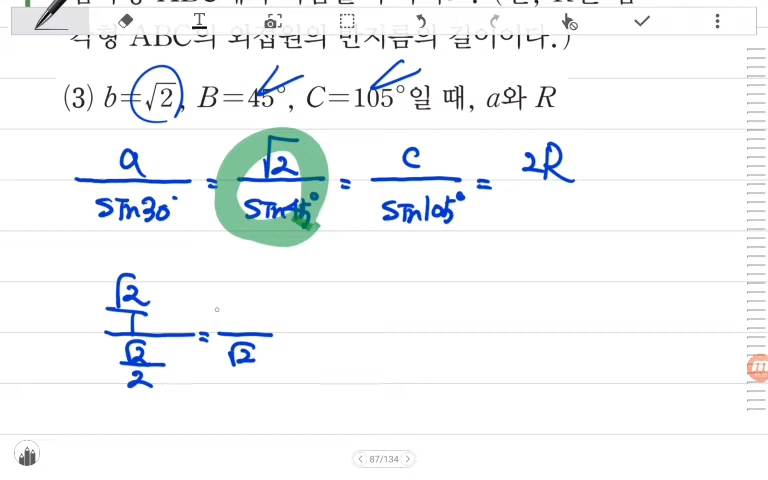 각형 ABC의 외접원의 반지름의 길이이다.)
(3) b=√2, B=45°, C=105°일 때, a와 R
a/sin30° = √2/sin45° = c/sin105° = 2R
(√2/1)/(√2/2) = /√2
87/134